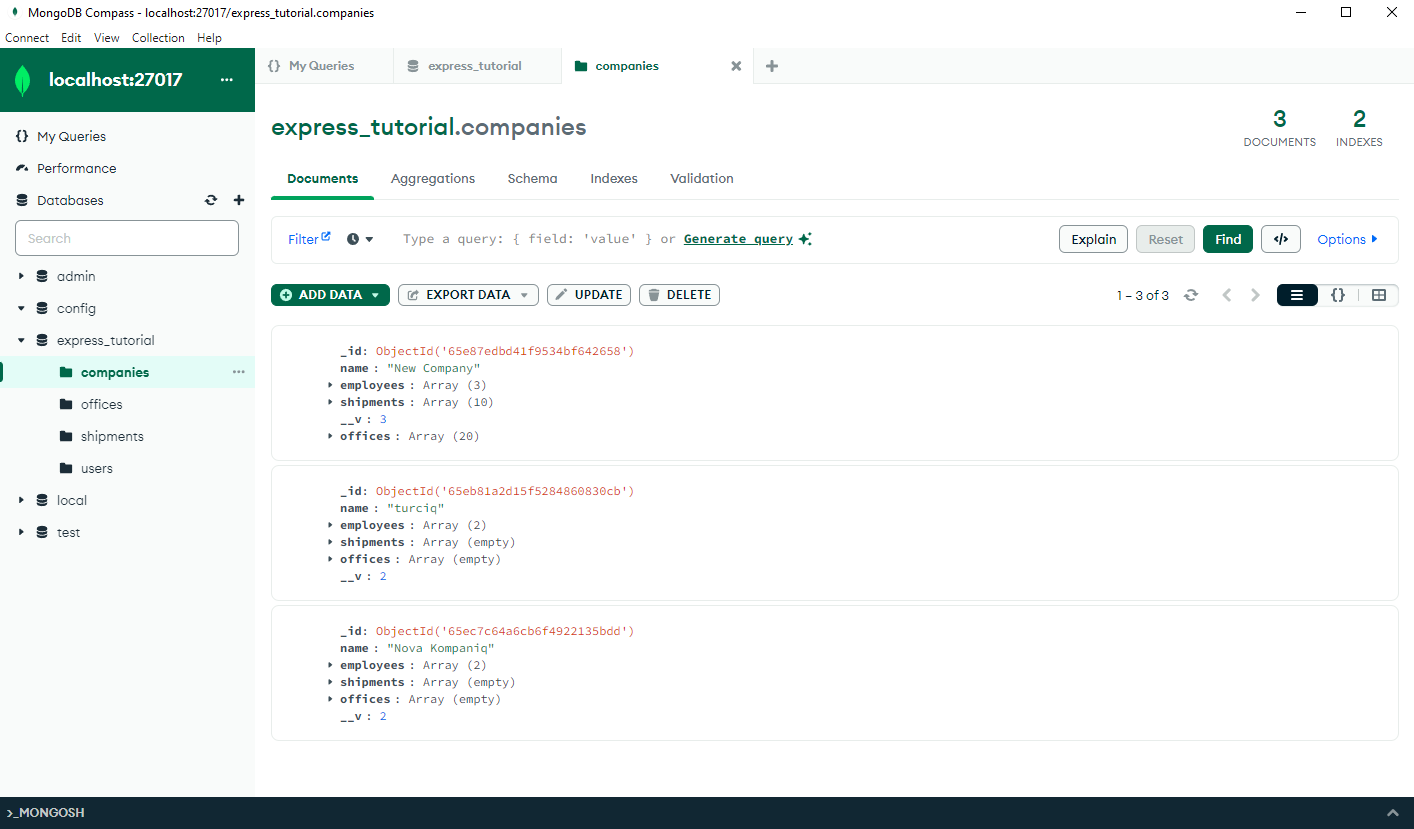 MongoDB Compass - localhost:27017/express_tutorial.companies
Connect Edit View Collection Help
localhost:27017 ...
{} My Queries
Performance
Databases
Search
admin
config
express_tutorial
companies
offices
shipments
users
local
test
{} My Queries express_tutorial companies
express_tutorial.companies
3 DOCUMENTS
2 INDEXES
Documents Aggregations Schema Indexes Validation
Filter Type a query: { field: 'value' } or Generate query Explain Reset Find </> Options
ADD DATA EXPORT DATA UPDATE DELETE 1 – 3 of 3 {}
_id: ObjectId('65e87edbd41f9534bf642658')
name : "New Company"
employees : Array (3)
shipments : Array (10)
__v : 3
offices : Array (20)
_id: ObjectId('65eb81a2d15f5284860830cb')
name : "turciq"
employees : Array (2)
shipments : Array (empty)
offices : Array (empty)
__v : 2
_id: ObjectId('65ec7c64a6cb6f4922135bdd')
name : "Nova Kompaniq"
employees : Array (2)
shipments : Array (empty)
offices : Array (empty)
__v : 2
>_MONGOSH